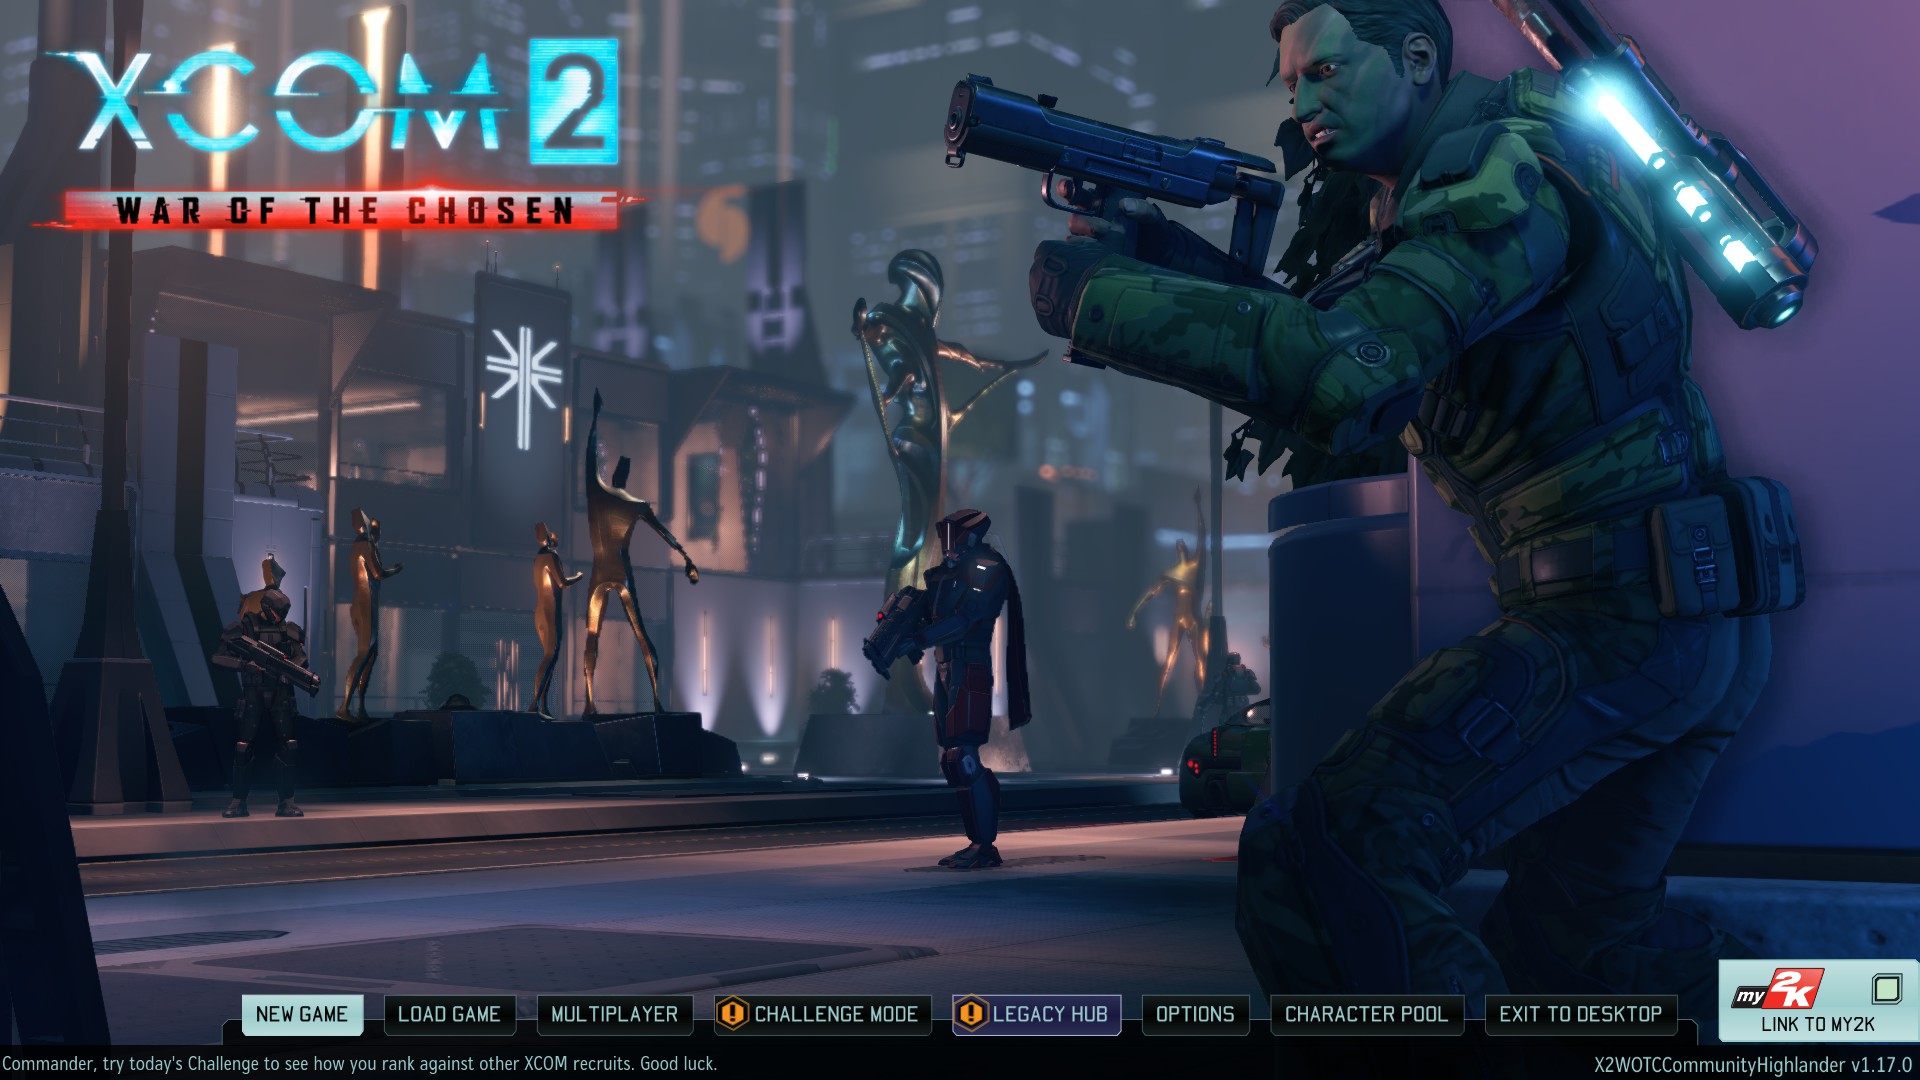 XCOM 2
WAR OF THE CHOSEN
NEW GAME
LOAD GAME
MULTIPLAYER
CHALLENGE MODE
LEGACY HUB
OPTIONS
CHARACTER POOL
EXIT TO DESKTOP
my2K
LINK TO MY2K
Commander, try today's Challenge to see how you rank against other XCOM recruits. Good luck.
X2WOTCCommunityHighlander v1.17.0